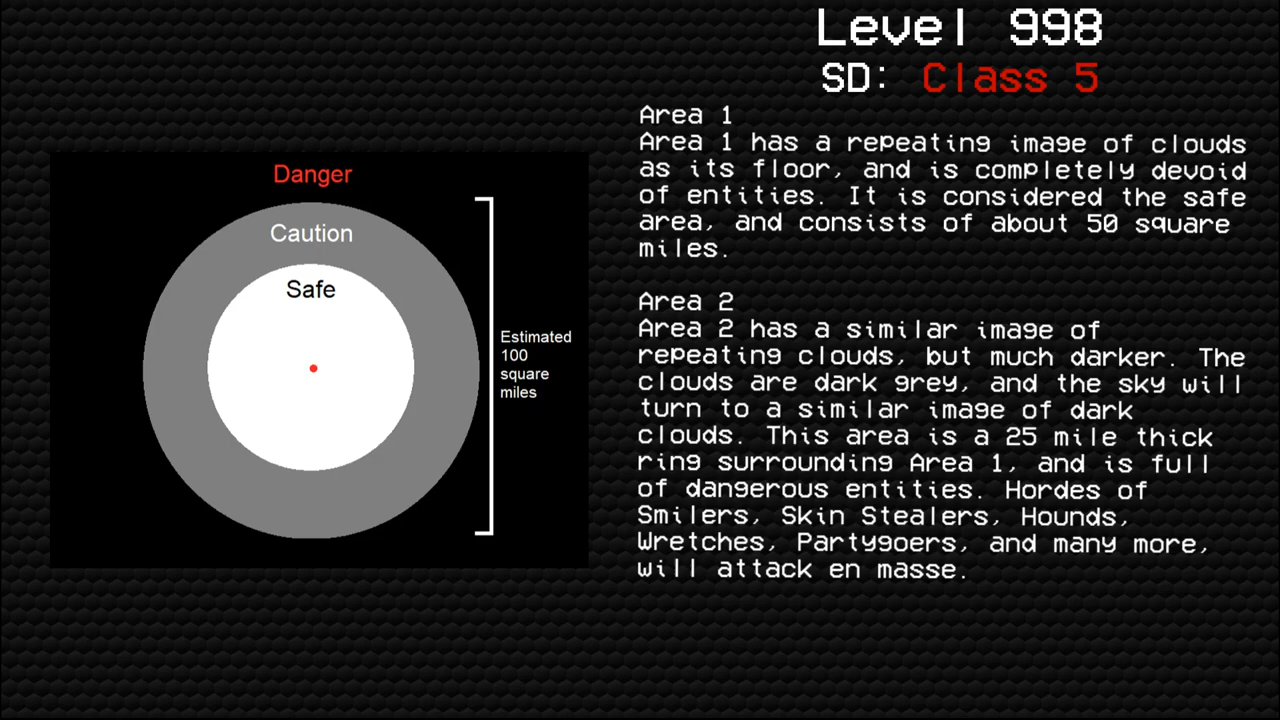 Level 998
SD: Class 5
Danger
Caution
Safe
Estimated
100
square
miles
Area 1
Area 1 has a repeating image of clouds
as its floor, and is completely devoid
of entities. It is considered the safe
area, and consists of about 50 square
miles.
Area 2
Area 2 has a similar image of
repeating clouds, but much darker. The
clouds are dark grey, and the sky will
turn to a similar image of dark
clouds. This area is a 25 mile thick
ring surrounding Area 1, and is full
of dangerous entities. Hordes of
Smilers, Skin Stealers, Hounds,
Wretches, Partygoers, and many more,
will attack en masse.